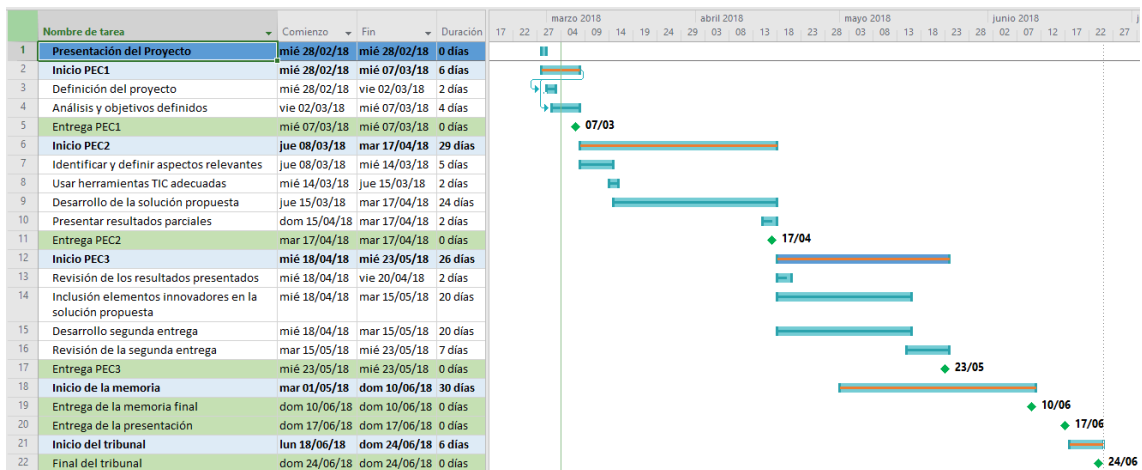 marzo 2018 abril 2018 mayo 2018 junio 2018
Nombre de tarea Comienzo Fin Duración 17 22 27 04 09 14 19 24 29 03 08 13 18 23 28 03 08 13 18 23 28 02 07 12 17 22 27
1 Presentación del Proyecto mié 28/02/18 mié 28/02/18 0 días
2 Inicio PEC1 mié 28/02/18 mié 07/03/18 6 días
3 Definición del proyecto mié 28/02/18 vie 02/03/18 2 días
4 Análisis y objetivos definidos vie 02/03/18 mié 07/03/18 4 días
5 Entrega PEC1 mié 07/03/18 mié 07/03/18 0 días 07/03
6 Inicio PEC2 jue 08/03/18 mar 17/04/18 29 días
7 Identificar y definir aspectos relevantes jue 08/03/18 mié 14/03/18 5 días
8 Usar herramientas TIC adecuadas mié 14/03/18 jue 15/03/18 2 días
9 Desarrollo de la solución propuesta jue 15/03/18 mar 17/04/18 24 días
10 Presentar resultados parciales dom 15/04/18 mar 17/04/18 2 días
11 Entrega PEC2 mar 17/04/18 mar 17/04/18 0 días 17/04
12 Inicio PEC3 mié 18/04/18 mié 23/05/18 26 días
13 Revisión de los resultados presentados mié 18/04/18 vie 20/04/18 2 días
14 Inclusión elementos innovadores en la mié 18/04/18 mar 15/05/18 20 días
solución propuesta
15 Desarrollo segunda entrega mié 18/04/18 mar 15/05/18 20 días
16 Revisión de la segunda entrega mar 15/05/18 mié 23/05/18 7 días
17 Entrega PEC3 mié 23/05/18 mié 23/05/18 0 días 23/05
18 Inicio de la memoria mar 01/05/18 dom 10/06/18 30 días
19 Entrega de la memoria final dom 10/06/18 dom 10/06/18 0 días 10/06
20 Entrega de la presentación dom 17/06/18 dom 17/06/18 0 días 17/06
21 Inicio del tribunal lun 18/06/18 dom 24/06/18 6 días
22 Final del tribunal dom 24/06/18 dom 24/06/18 0 días 24/06